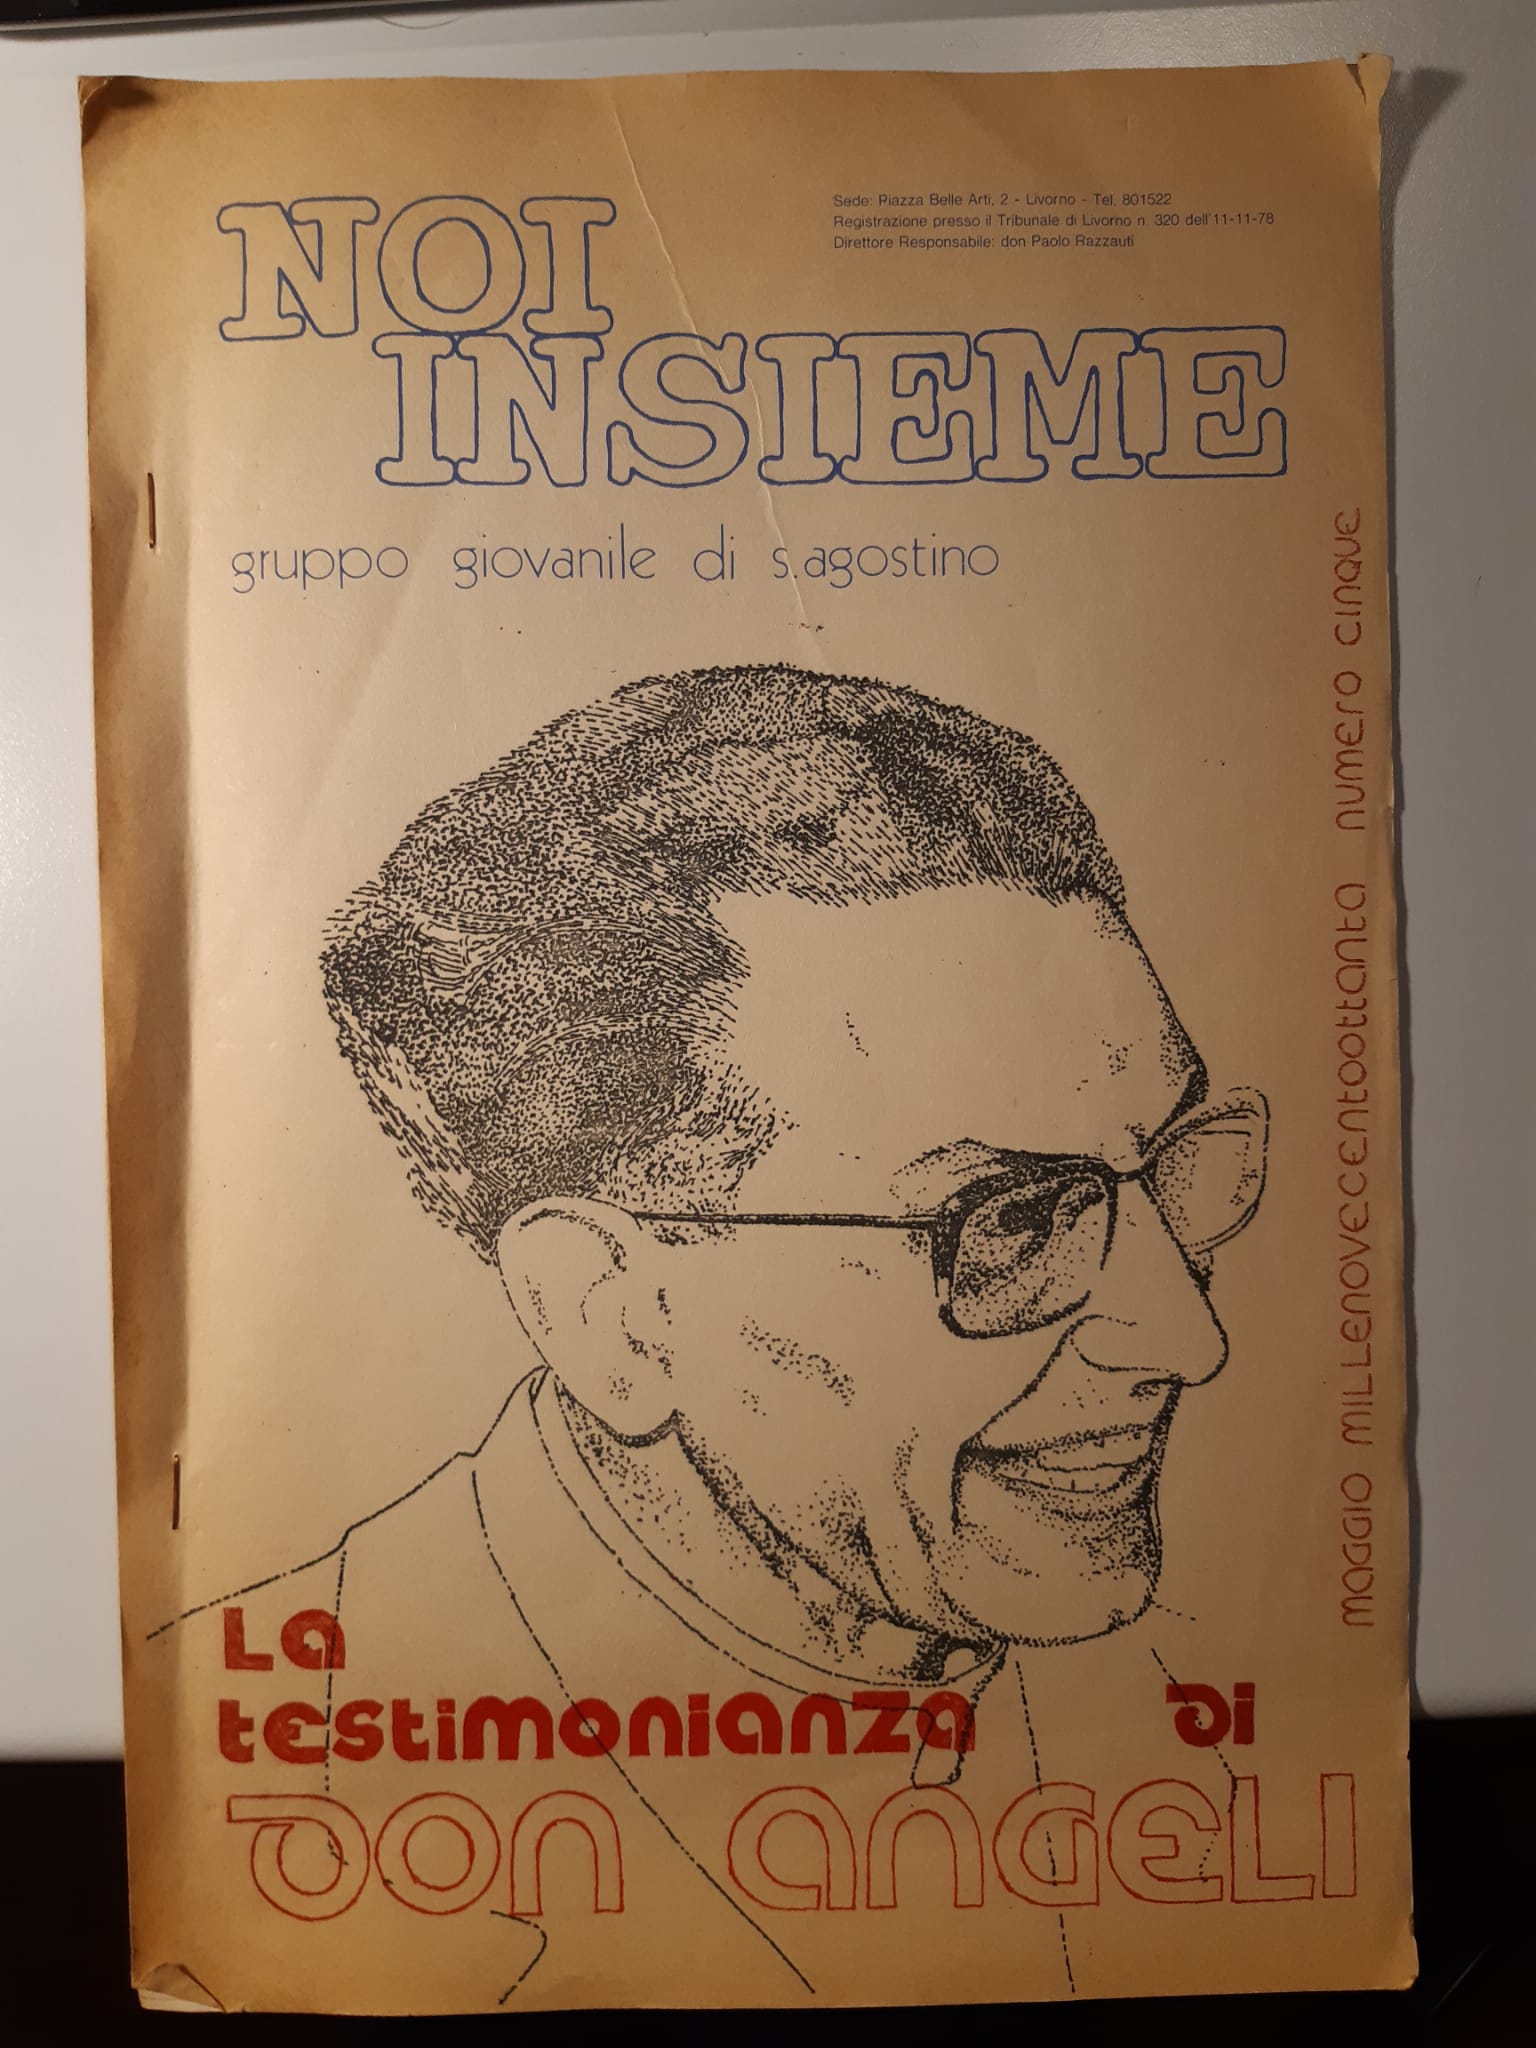 Sede: Piazza Belle Arti, 2 - Livorno - Tel. 801522
Registrazione presso il Tribunale di Livorno n. 320 dell'11-11-78
Direttore Responsabile: don Paolo Razzauti
NOI
INSIEME
gruppo giovanile di s.agostino
maggio millenovecentottanta numero cinque
La
testimonianza di
don angeli